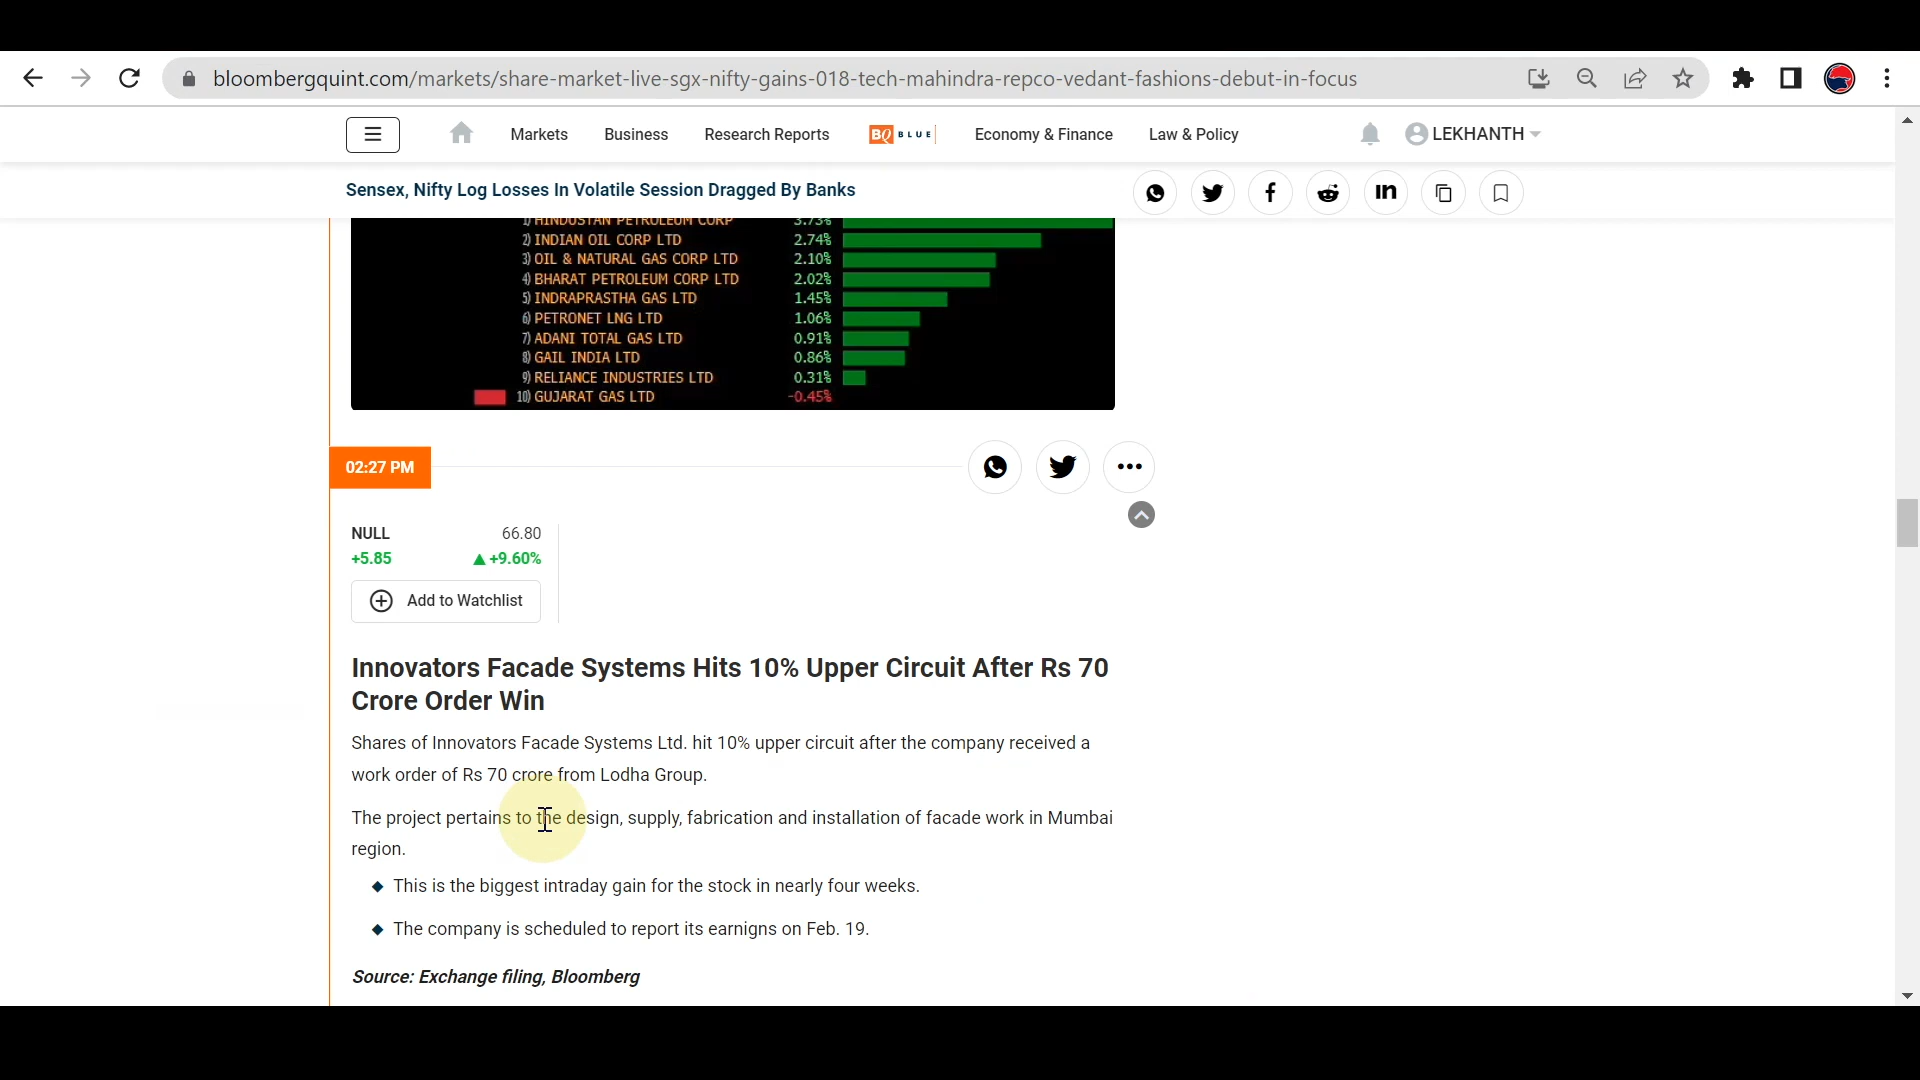 bloombergquint.com/markets/share-market-live-sgx-nifty-gains-018-tech-mahindra-repco-vedant-fashions-debut-in-focus
Markets Business Research Reports BQ BLUE Economy & Finance Law & Policy LEKHANTH
Sensex, Nifty Log Losses In Volatile Session Dragged By Banks
1) HINDUSTAN PETROLEUM CORP 3.73%
2) INDIAN OIL CORP LTD 2.74%
3) OIL & NATURAL GAS CORP LTD 2.10%
4) BHARAT PETROLEUM CORP LTD 2.02%
5) INDRAPRASTHA GAS LTD 1.45%
6) PETRONET LNG LTD 1.06%
7) ADANI TOTAL GAS LTD 0.91%
8) GAIL INDIA LTD 0.86%
9) RELIANCE INDUSTRIES LTD 0.31%
10) GUJARAT GAS LTD -0.45%
02:27 PM
NULL 66.80
+5.85 ▲+9.60%
Add to Watchlist
Innovators Facade Systems Hits 10% Upper Circuit After Rs 70
Crore Order Win
Shares of Innovators Facade Systems Ltd. hit 10% upper circuit after the company received a
work order of Rs 70 crore from Lodha Group.
The project pertains to the design, supply, fabrication and installation of facade work in Mumbai
region.
◆ This is the biggest intraday gain for the stock in nearly four weeks.
◆ The company is scheduled to report its earnigns on Feb. 19.
Source: Exchange filing, Bloomberg